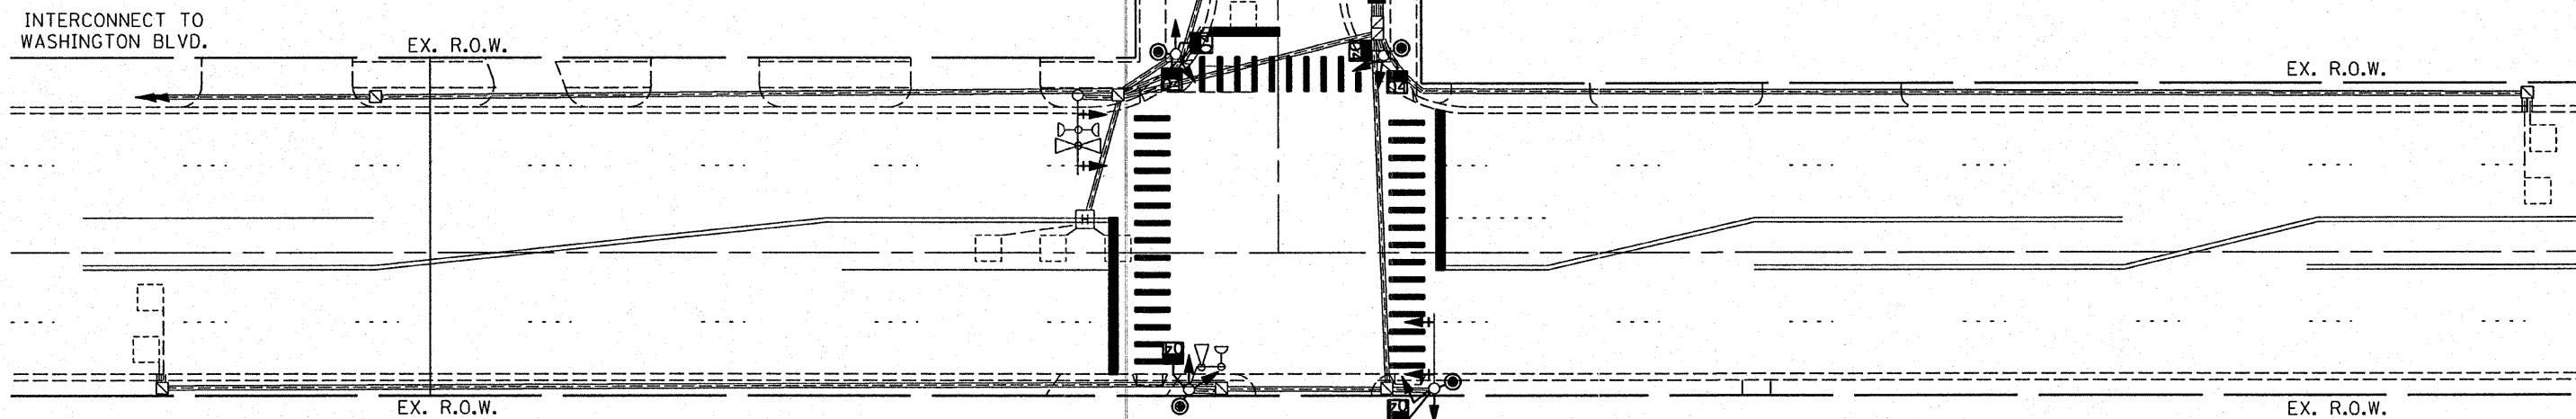 INTERCONNECT TO
WASHINGTON BLVD.
EX. R.O.W.
EX. R.O.W.
H
EX. R.O.W.
EX. R.O.W.